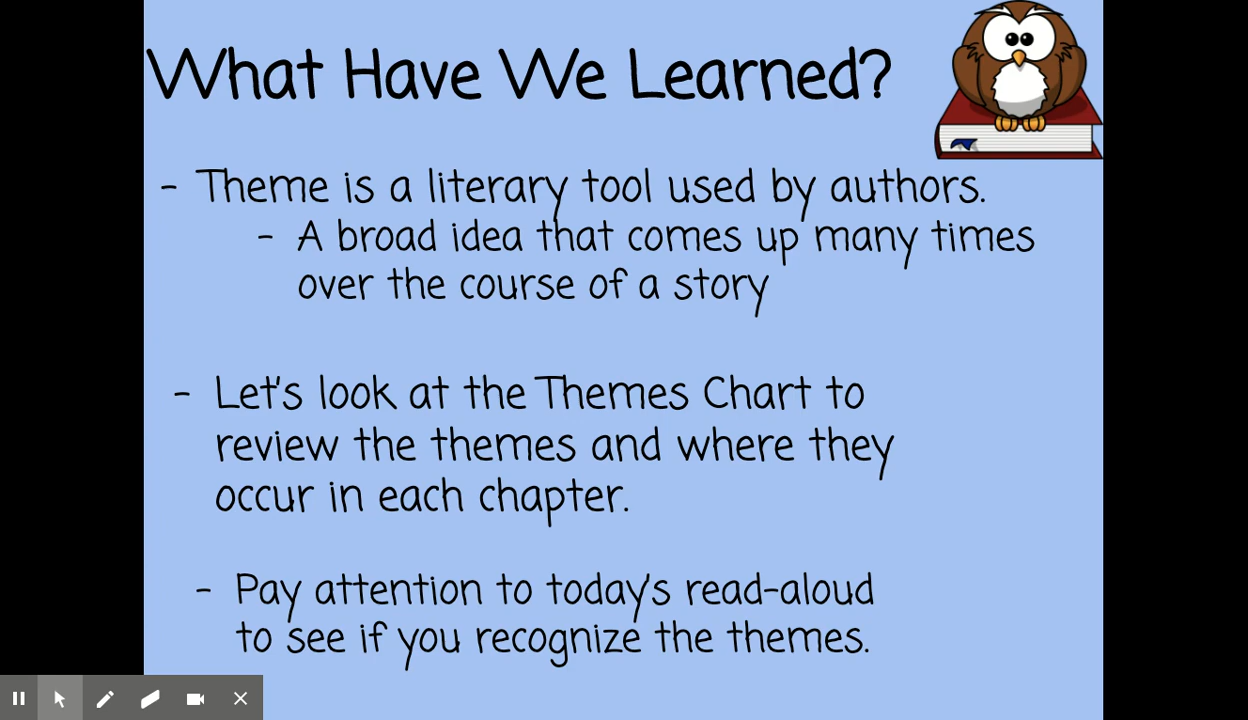 What Have We Learned?
- Theme is a literary tool used by authors.
- A broad idea that comes up many times
over the course of a story
- Let's look at the Themes Chart to
review the themes and where they
occur in each chapter.
- Pay attention to today's read-aloud
to see if you recognize the themes.